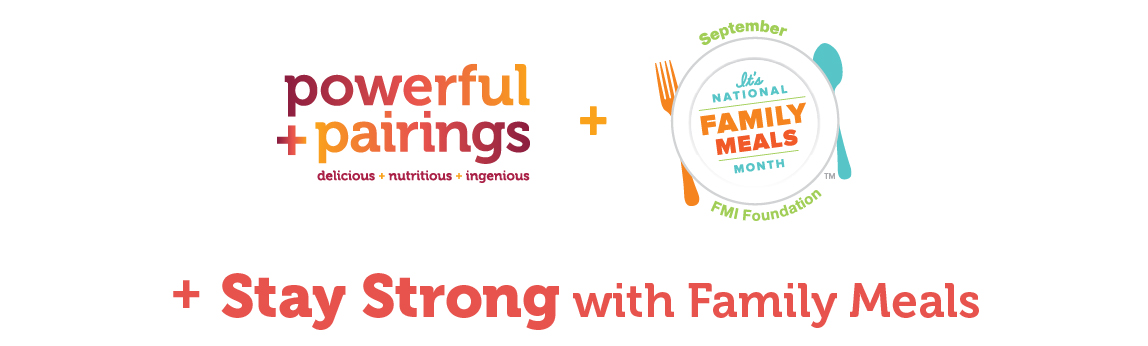 powerful
+ pairings
delicious + nutritious + ingenious
+
September
It's
NATIONAL
FAMILY
MEALS
MONTH
TM
FMI Foundation
+ Stay Strong with Family Meals